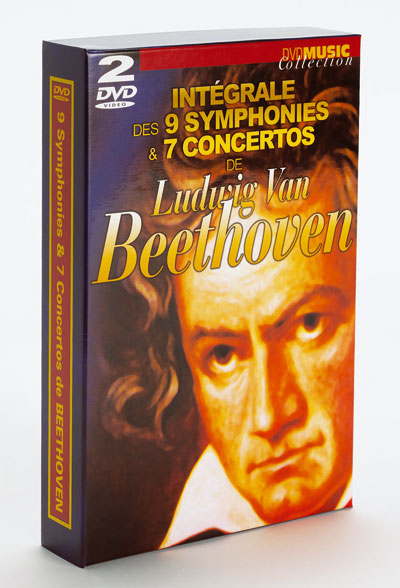 2
DVD
VIDEO
DVD MUSIC
Collection
INTÉGRALE
DES 9 SYMPHONIES
& 7 CONCERTOS
DE
Ludwig Van
Beethoven
DVD
VIDEO
9 Symphonies & 7 Concertos de BEETHOVEN